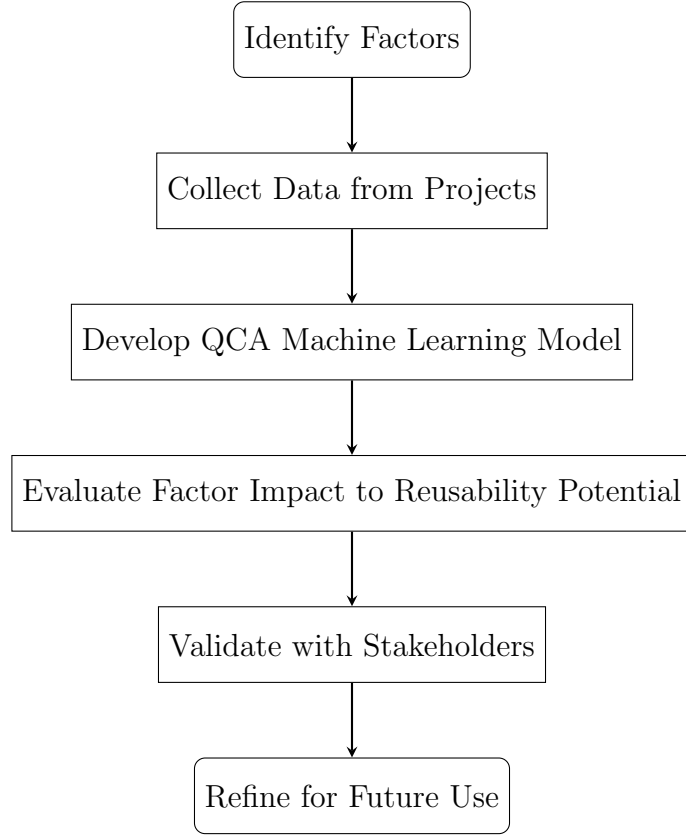 Identify Factors
Collect Data from Projects
Develop QCA Machine Learning Model
Evaluate Factor Impact to Reusability Potential
Validate with Stakeholders
Refine for Future Use